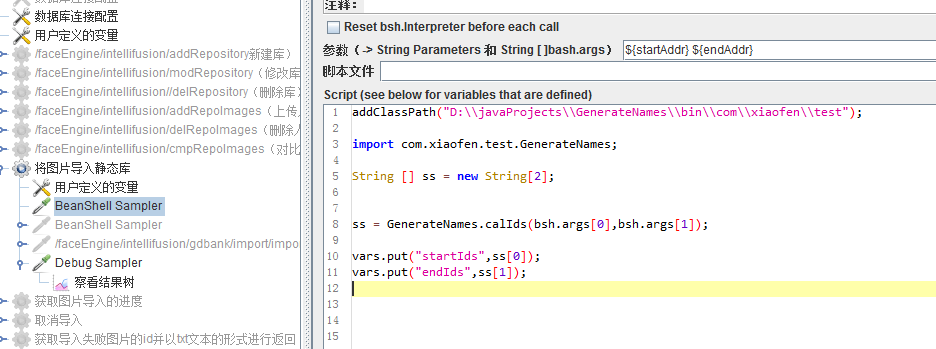 数据库连接配置
用户定义的变量
/faceEngine/intellifusion/addRepository新建库）
/faceEngine/intellifusion/modRepository（修改库
/faceEngine/intellifusion//delRepository（删除库）
/faceEngine/intellifusion/addRepoImages（上传
/faceEngine/intellifusion/delRepoImages（删除人
/faceEngine/intellifusion/cmpRepoImages（对比
将图片导入静态库
用户定义的变量
BeanShell Sampler
BeanShell Sampler
/faceEngine/intellifusion/gdbank/import/impo
Debug Sampler
察看结果树
获取图片导入的进度
取消导入
获取导入失败图片的id并以txt文本的形式进行返回
注释：
Reset bsh.Interpreter before each call
参数（-> String Parameters 和 String [ ]bash.args） ${startAddr} ${endAddr}
脚本文件
Script (see below for variables that are defined)
1 addClassPath("D:\\javaProjects\\GenerateNames\\bin\\com\\xiaofen\\test");
2
3 import com.xiaofen.test.GenerateNames;
4
5 String [] ss = new String[2];
6
7
8 ss = GenerateNames.calIds(bsh.args[0],bsh.args[1]);
9
10 vars.put("startIds",ss[0]);
11 vars.put("endIds",ss[1]);
12
13
14
15